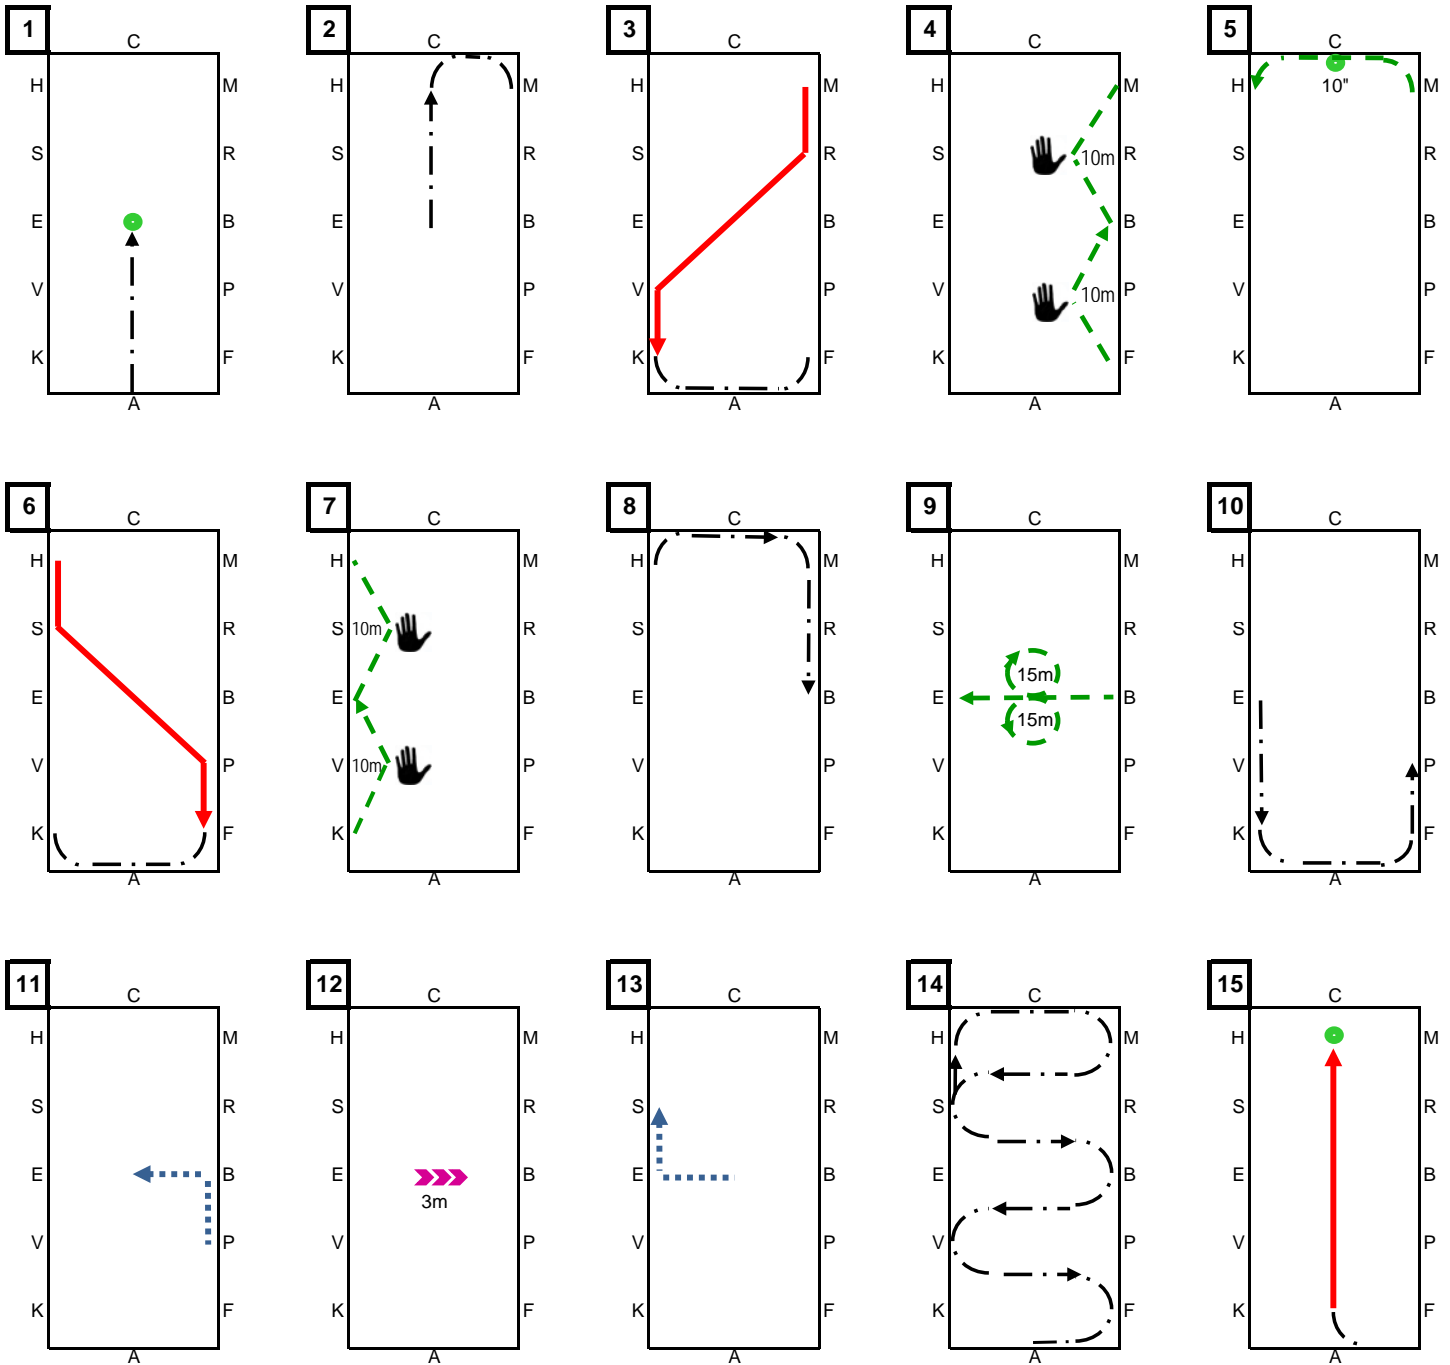 1 2 3 4 5
C C C C C
H M H M H M H M H 10" M
S R S R S R S 10m R S R
E B E B E B E B E B
V P V P V P V 10m P V P
K F K F K F K F K F
A A A A A
6 7 8 9 10
C C C C C
H M H M H M H M H M
S R S 10m R S R S R S R
E B E B E B E 15m 15m B E B
V P V 10m P V P V P V P
K F K F K F K F K F
A A A A A
11 12 13 14 15
C C C C C
H M H M H M H M H M
S R S R S R S R S R
E B E B E B E B E B
3m
V P V P V P V P V P
K F K F K F K F K F
A A A A A